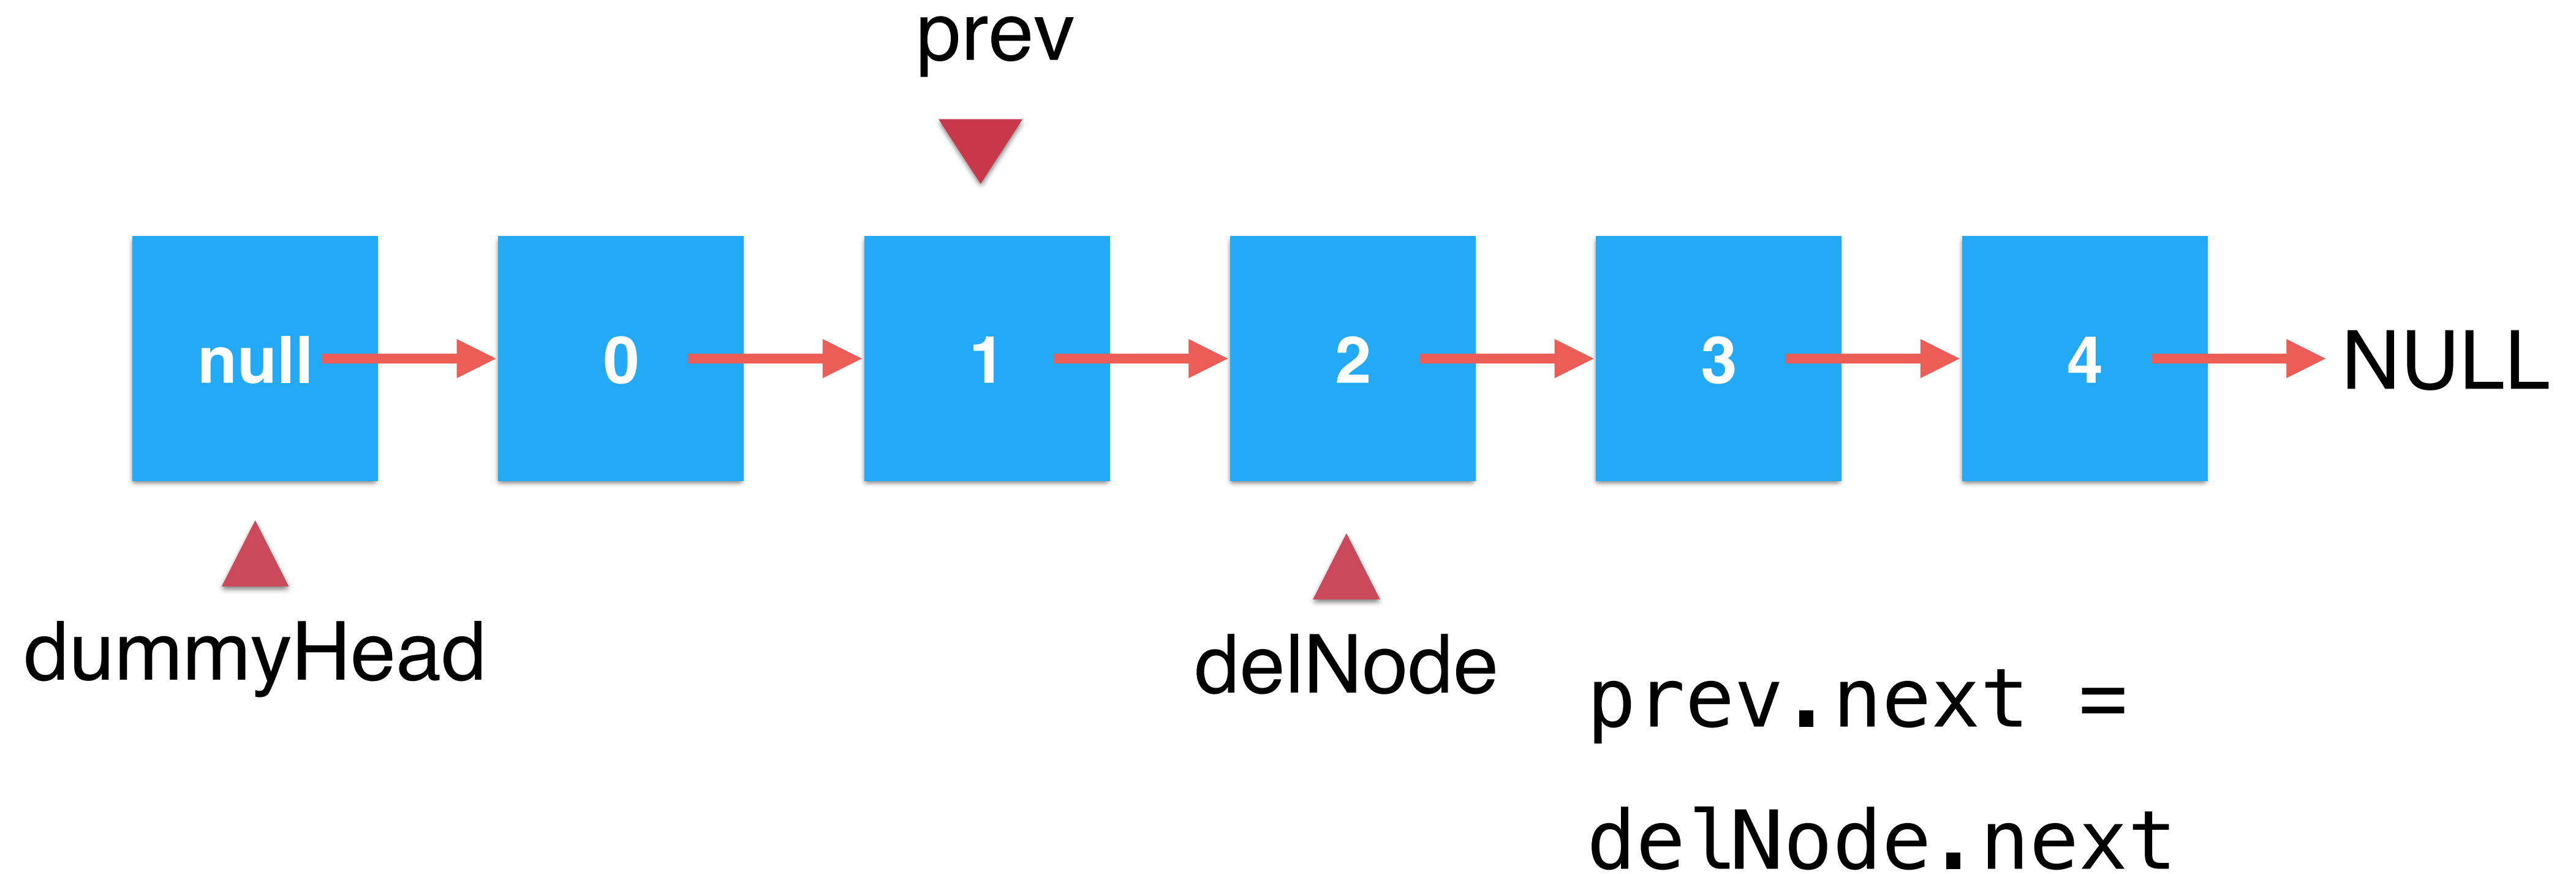 prev
null 0 1 2 3 4 NULL
dummyHead
delNode
prev.next =
delNode.next